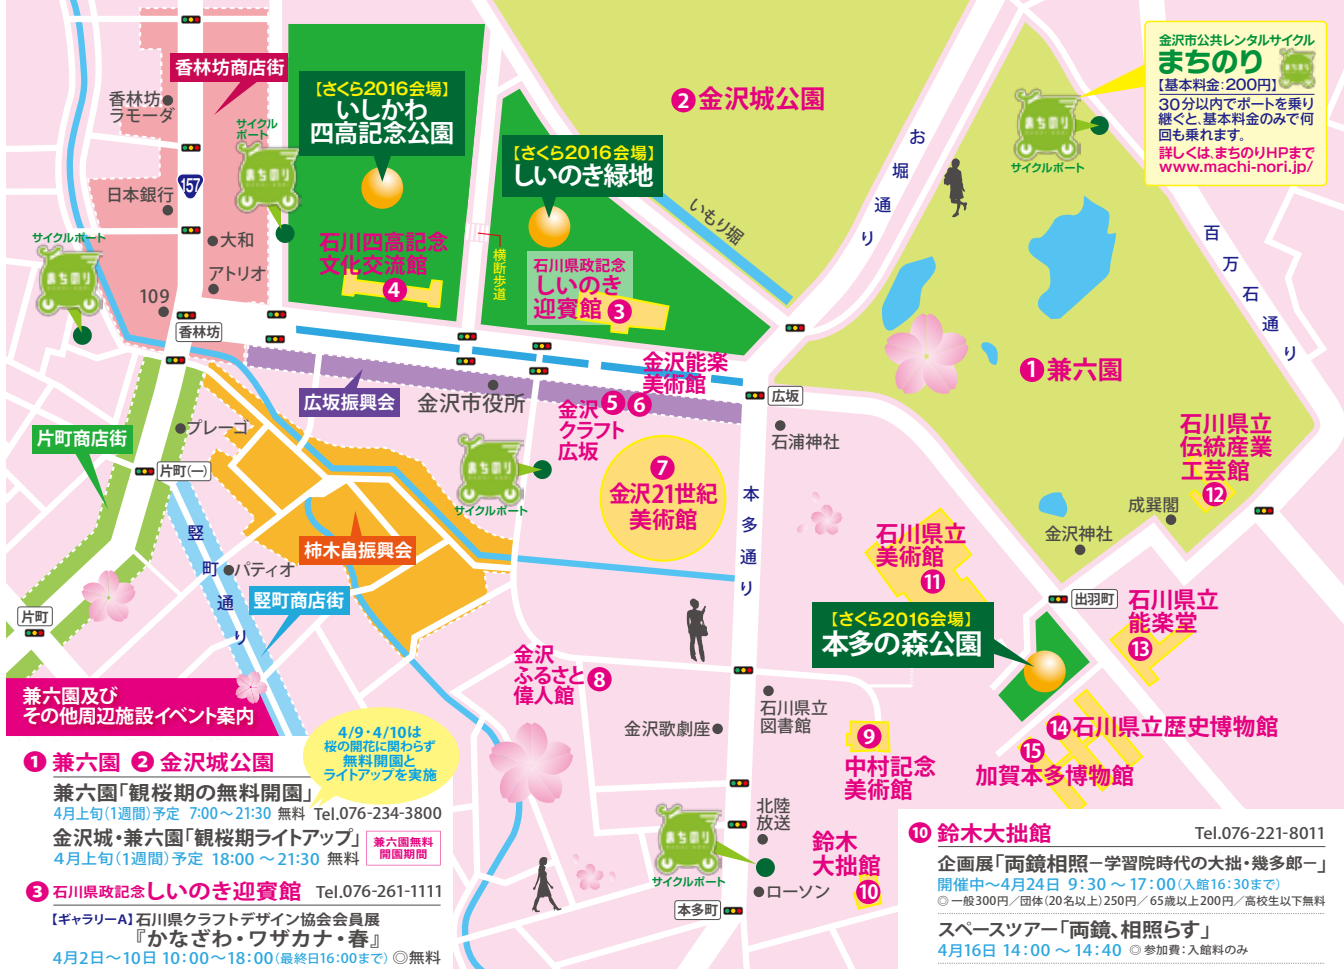 香林坊商店街
香林坊
ラモーダ
サイクル
ポート
まちのり
157
日本銀行
大和
アトリオ
109
香林坊
サイクルポート
まちのり
【さくら2016会場】
いしかわ
四高記念公園
石川四高記念
文化交流館
4
横断歩道
【さくら2016会場】
しいのき緑地
石川県政記念
しいのき
迎賓館 3
いもり堀
2 金沢城公園
お堀通り
まちのり
サイクルポート
金沢市公共レンタルサイクル
まちのり
【基本料金:200円】
30分以内でポートを乗り
継ぐと、基本料金のみで何
回も乗れます。
詳しくは、まちのりHPまで
www.machi-nori.jp/
百万石通り
1 兼六園
広坂振興会
金沢市役所
金沢能楽
美術館
5 6
金沢
クラフト
広坂
広坂
石浦神社
7
金沢21世紀
美術館
本多通り
片町商店街
プレーゴ
片町(一)
竪町通り
パティオ
竪町商店街
柿木畠振興会
片町
まちのり
サイクルポート
石川県立
伝統産業
工芸館
12
成巽閣
金沢神社
石川県立
美術館
11
出羽町
石川県立
能楽堂
13
【さくら2016会場】
本多の森公園
14 石川県立歴史博物館
15
加賀本多博物館
金沢
ふるさと
偉人館 8
金沢歌劇座
石川県立
図書館
9
中村記念
美術館
北陸
放送
鈴木
大拙館
10
ローソン
本多町
まちのり
サイクルポート
兼六園及び
その他周辺施設イベント案内
4/9・4/10は
桜の開花に関わらず
無料開園と
ライトアップを実施
1 兼六園 2 金沢城公園
兼六園「観桜期の無料開園」
4月上旬(1週間)予定 7:00～21:30 無料 Tel.076-234-3800
金沢城・兼六園「観桜期ライトアップ」
4月上旬(1週間)予定 18:00～21:30 無料
兼六園無料
開園期間
3 石川県政記念しいのき迎賓館 Tel.076-261-1111
【ギャラリーA】石川県クラフトデザイン協会会員展
『かなざわ・ワザカナ・春』
4月2日～10日 10:00～18:00(最終日16:00まで) ◎無料
10 鈴木大拙館 Tel.076-221-8011
企画展「両鏡相照－学習院時代の大拙・幾多郎－」
開催中～4月24日 9:30～17:00(入館16:30まで)
◎一般300円／団体(20名以上)250円／65歳以上200円／高校生以下無料
スペースツアー「両鏡、相照らす」
4月16日 14:00～14:40 ◎参加費:入館料のみ